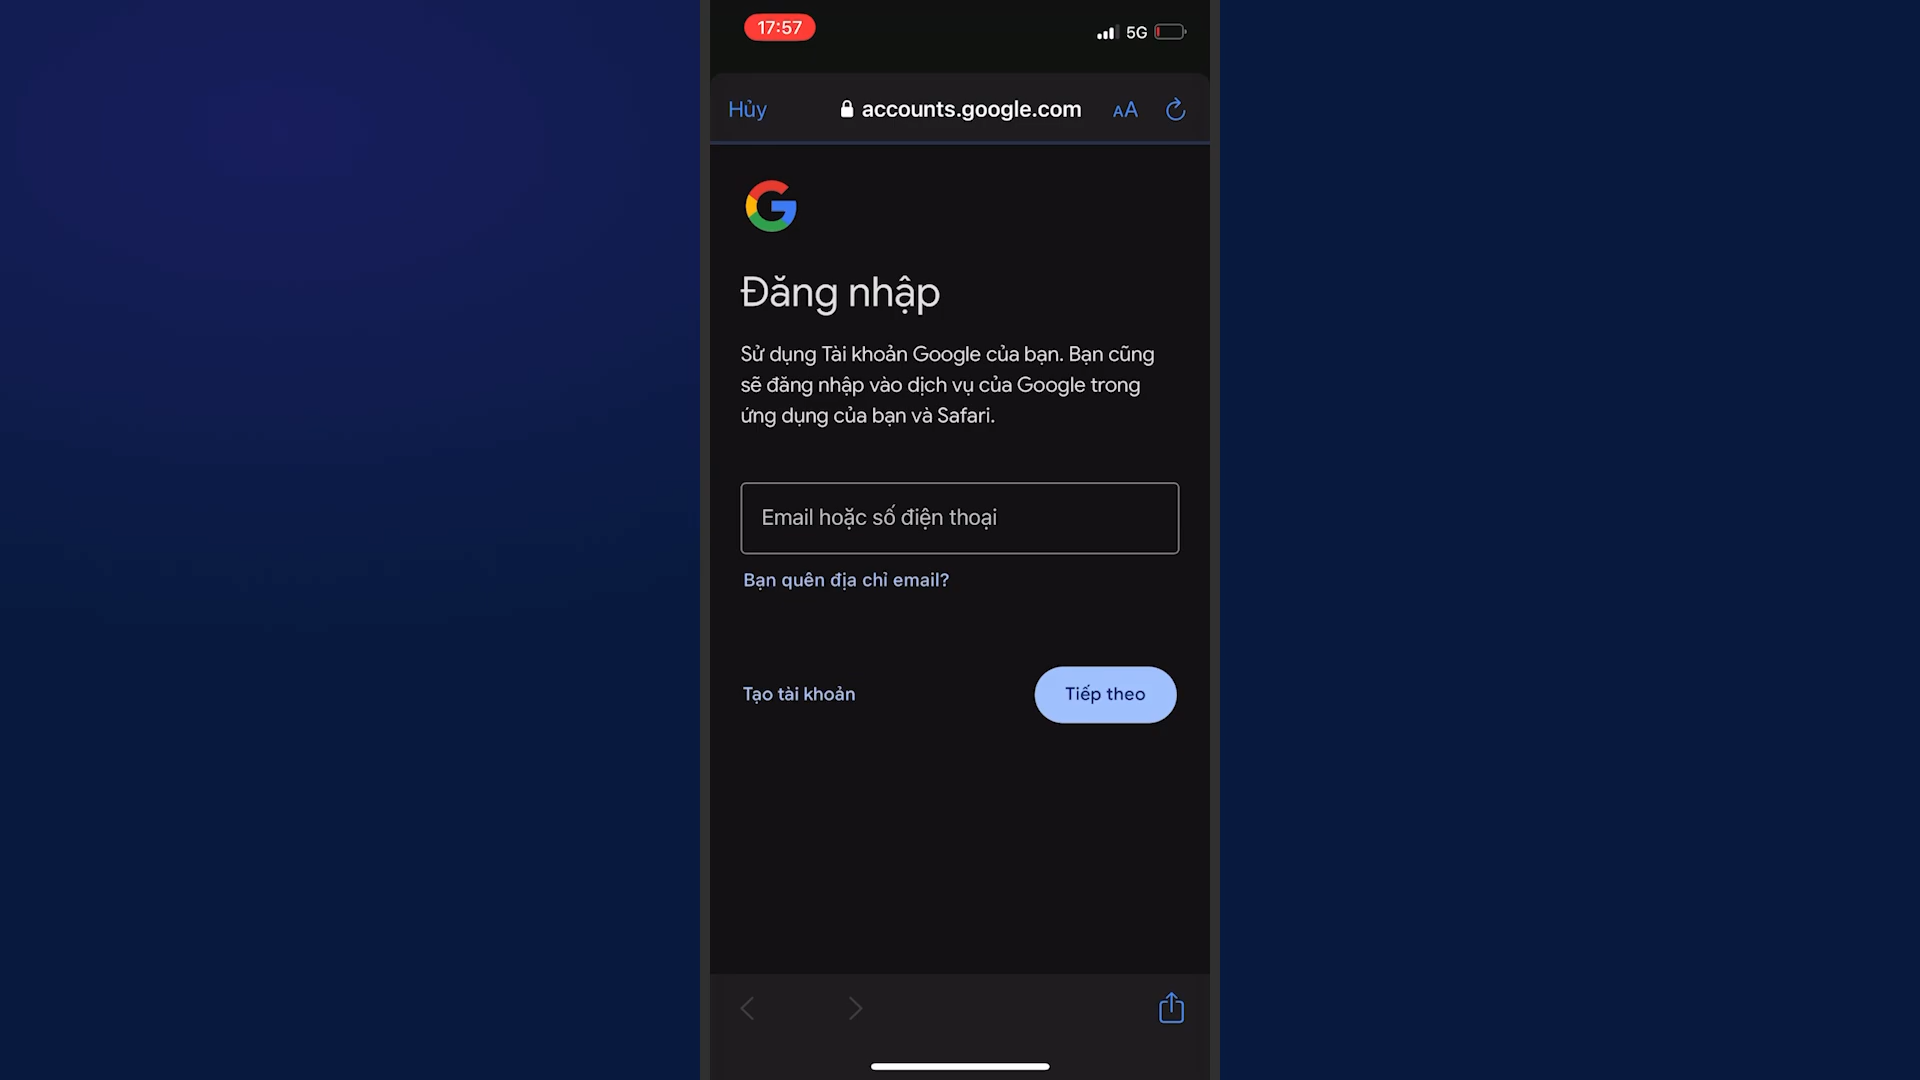 17:57
5G
Hủy
accounts.google.com
AA
Đăng nhập
Sử dụng Tài khoản Google của bạn. Bạn cũng
sẽ đăng nhập vào dịch vụ của Google trong
ứng dụng của bạn và Safari.
Email hoặc số điện thoại
Bạn quên địa chỉ email?
Tạo tài khoản
Tiếp theo